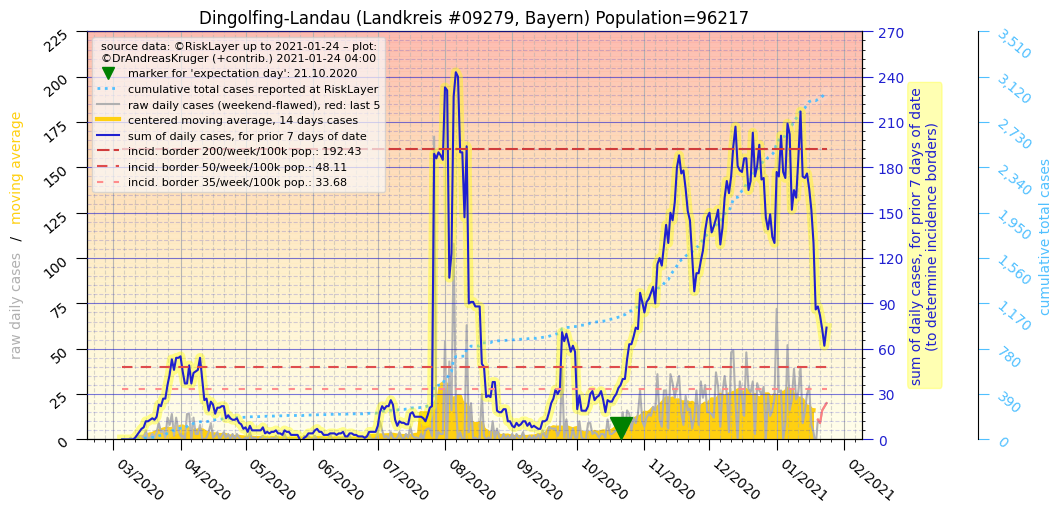 Dingolfing-Landau (Landkreis #09279, Bayern) Population=96217
source data: ©RiskLayer up to 2021-01-24 – plot:
©DrAndreasKruger (+contrib.) 2021-01-24 04:00
marker for 'expectation day': 21.10.2020
cumulative total cases reported at RiskLayer
raw daily cases (weekend-flawed), red: last 5
centered moving average, 14 days cases
sum of daily cases, for prior 7 days of date
incid. border 200/week/100k pop.: 192.43
incid. border 50/week/100k pop.: 48.11
incid. border 35/week/100k pop.: 33.68
raw daily cases / moving average
225
200
175
150
125
100
75
50
25
0
03/2020
04/2020
05/2020
06/2020
07/2020
08/2020
09/2020
10/2020
11/2020
12/2020
01/2021
02/2021
270
240
210
180
150
120
90
60
30
0
sum of daily cases, for prior 7 days of date
(to determine incidence borders)
3,510
3,120
2,730
2,340
1,950
1,560
1,170
780
390
0
cumulative total cases